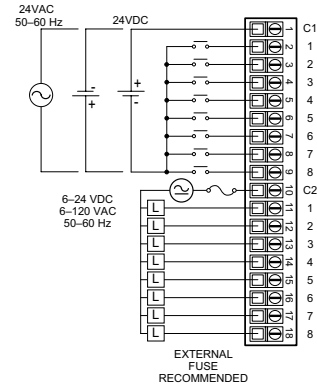 24VAC
50–60 Hz
24VDC
- +
+ -
1 C1
2 1
3 2
4 3
5 4
6 5
7 6
8 7
9 8
10 C2
11 1
12 2
13 3
14 4
15 5
16 6
17 7
18 8
6–24 VDC
6–120 VAC
50–60 Hz
L
L
L
L
L
L
L
L
EXTERNAL
FUSE
RECOMMENDED